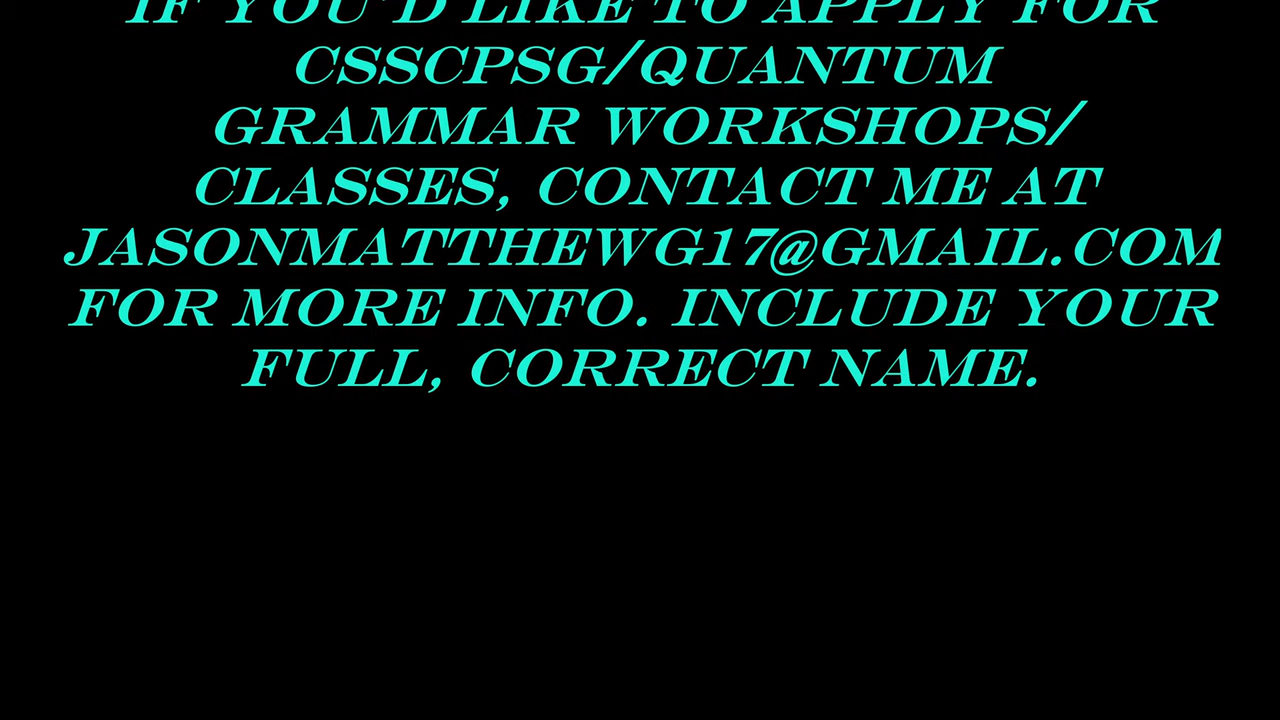 IF YOU'D LIKE TO APPLY FOR
CSSCPSG/QUANTUM
GRAMMAR WORKSHOPS/
CLASSES, CONTACT ME AT
JASONMATTHEWG17@GMAIL.COM
FOR MORE INFO. INCLUDE YOUR
FULL, CORRECT NAME.